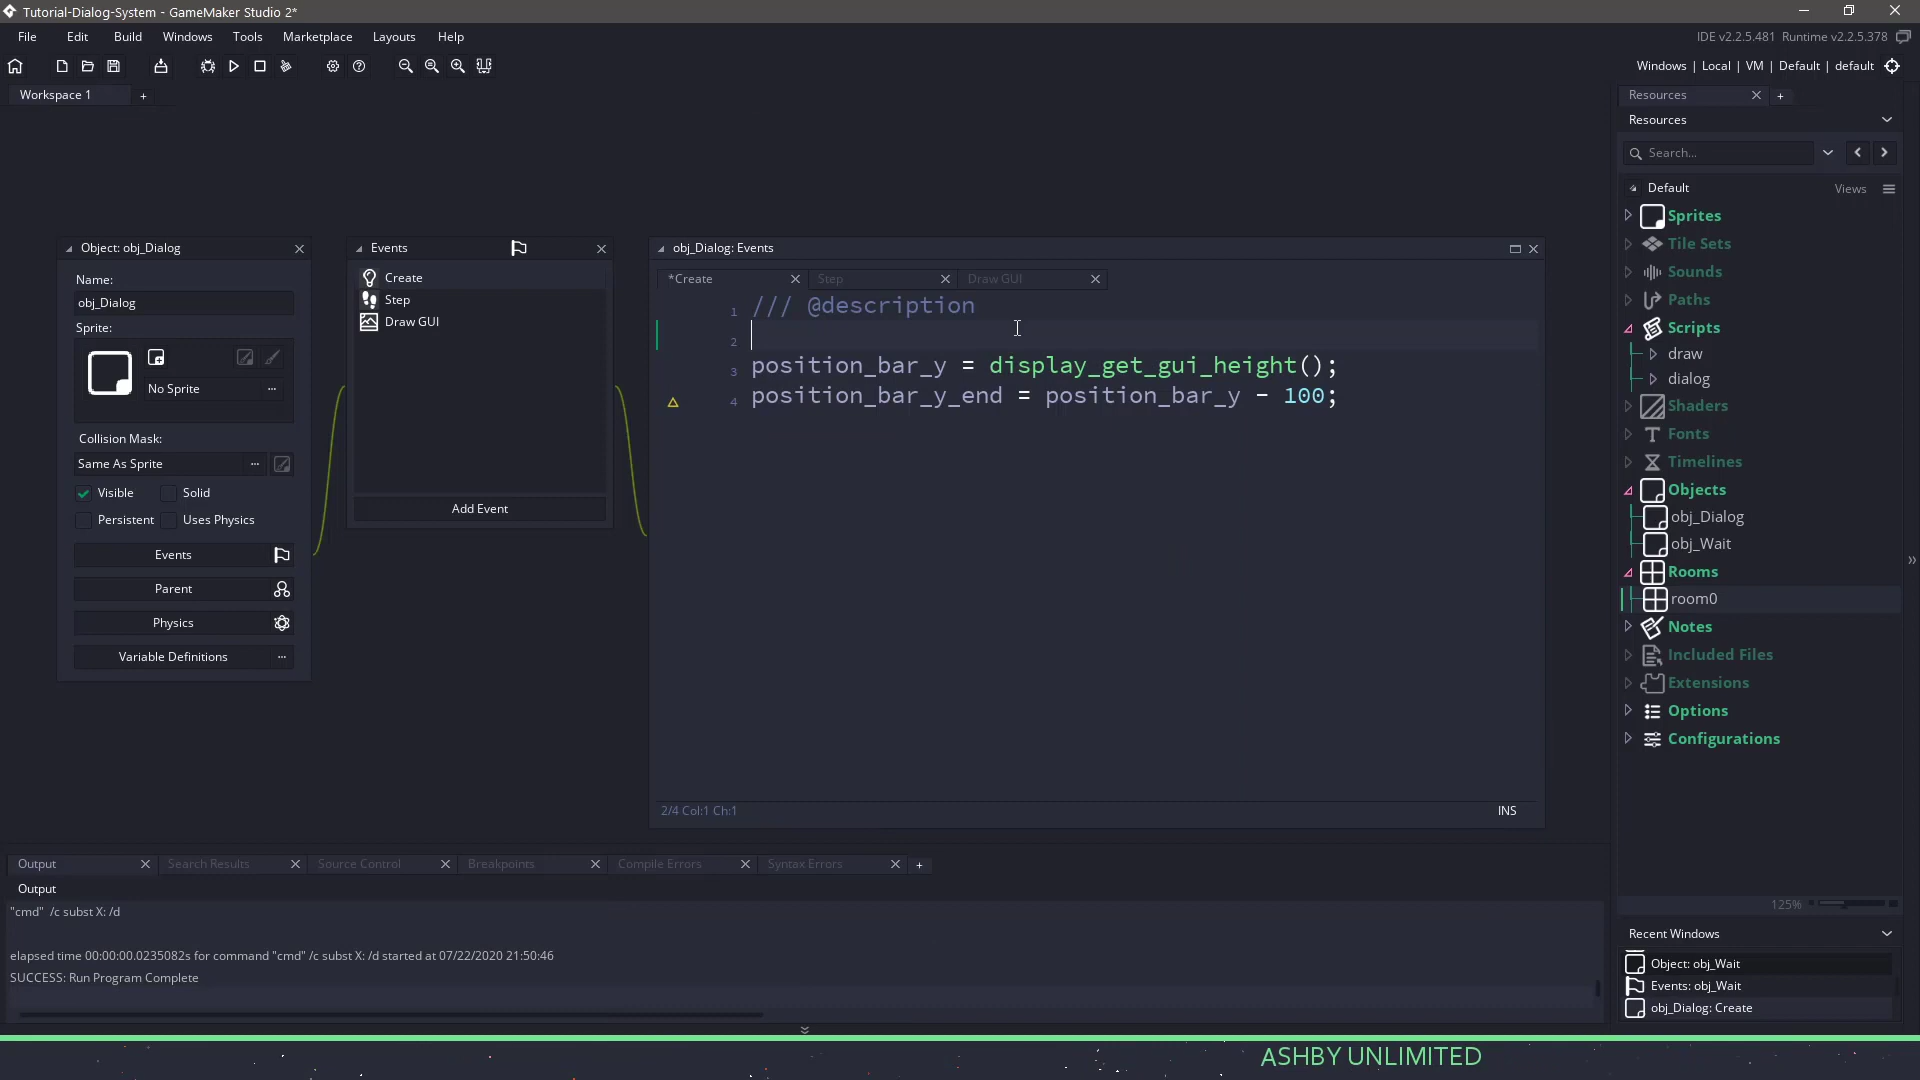 Tutorial-Dialog-System - GameMaker Studio 2*
File Edit Build Windows Tools Marketplace Layouts Help
IDE v2.2.5.481 Runtime v2.2.5.378
Windows | Local | VM | Default | default
Workspace 1 +
Resources
Resources
Search...
Default Views
Sprites
Tile Sets
Sounds
Paths
Scripts
draw
dialog
Shaders
Fonts
Timelines
Objects
obj_Dialog
obj_Wait
Rooms
room0
Notes
Included Files
Extensions
Options
Configurations
125%
Recent Windows
Object: obj_Wait
Events: obj_Wait
obj_Dialog: Create
Object: obj_Dialog
Name:
obj_Dialog
Sprite:
No Sprite ...
Collision Mask:
Same As Sprite ...
Visible Solid
Persistent Uses Physics
Events
Parent
Physics
Variable Definitions ...
Events
Create
Step
Draw GUI
Add Event
obj_Dialog: Events
*Create Step Draw GUI
1 /// @description
2
3 position_bar_y = display_get_gui_height();
4 position_bar_y_end = position_bar_y - 100;
2/4 Col:1 Ch:1 INS
Output Search Results Source Control Breakpoints Compile Errors Syntax Errors +
Output
"cmd" /c subst X: /d
elapsed time 00:00:00.0235082s for command "cmd" /c subst X: /d started at 07/22/2020 21:50:46
SUCCESS: Run Program Complete
ASHBY UNLIMITED